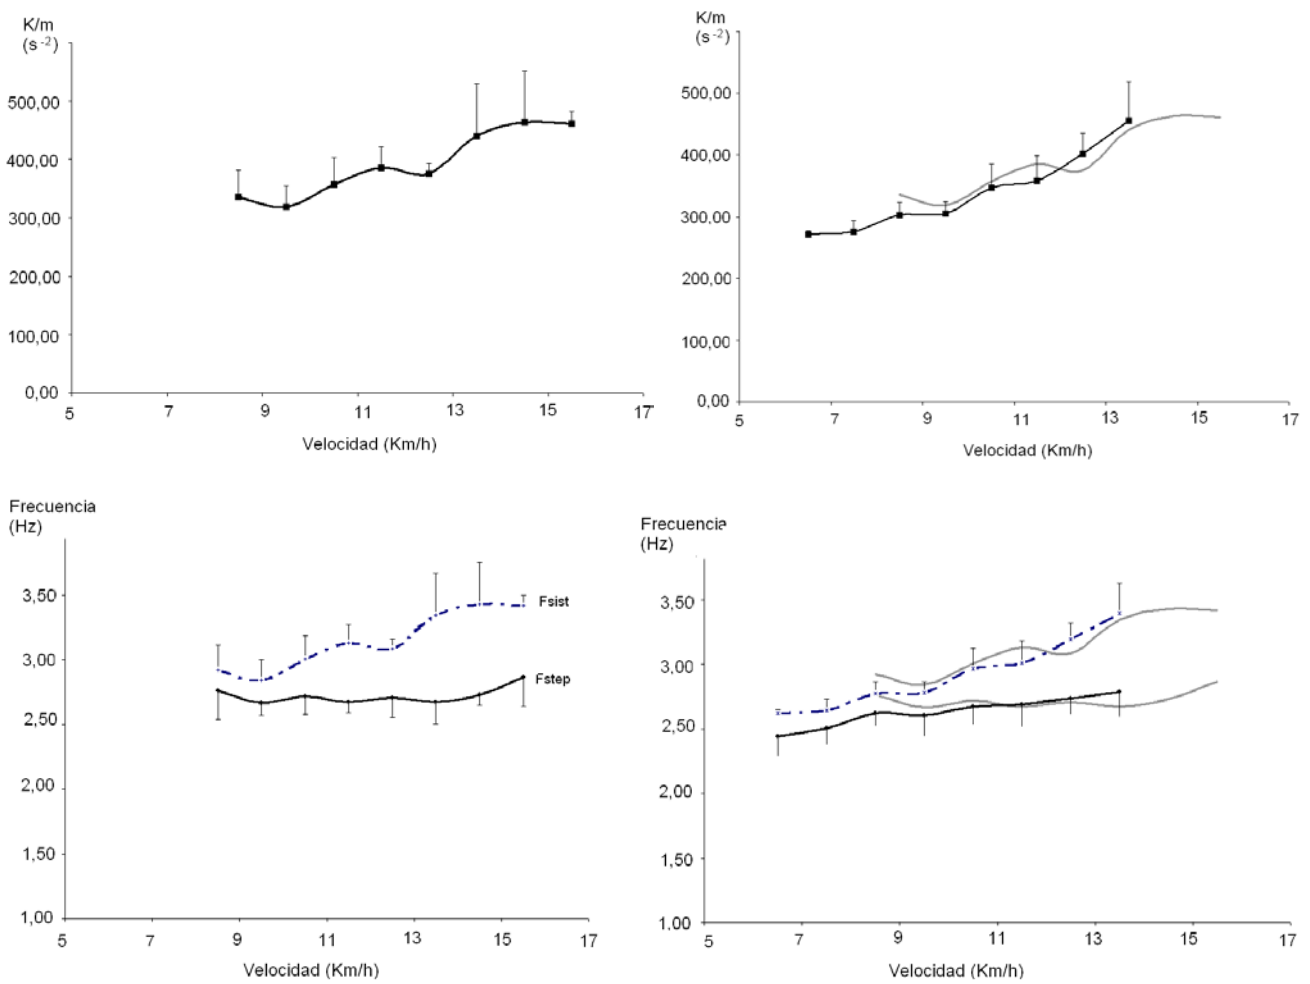 K/m
(s -2)
500,00
400,00
300,00
200,00
100,00
0,00
5 7 9 11 13 15 17
Velocidad (Km/h)
K/m
(s -2)
500,00
400,00
300,00
200,00
100,00
0,00
5 7 9 11 13 15 17
Velocidad (Km/h)
Frecuencia
(Hz)
3,50
3,00
2,50
2,00
1,50
1,00
Fsist
Fstep
5 7 9 11 13 15 17
Velocidad (Km/h)
Frecuencia
(Hz)
3,50
3,00
2,50
2,00
1,50
1.00
5 7 9 11 13 15 17
Velocidad (Km/h)